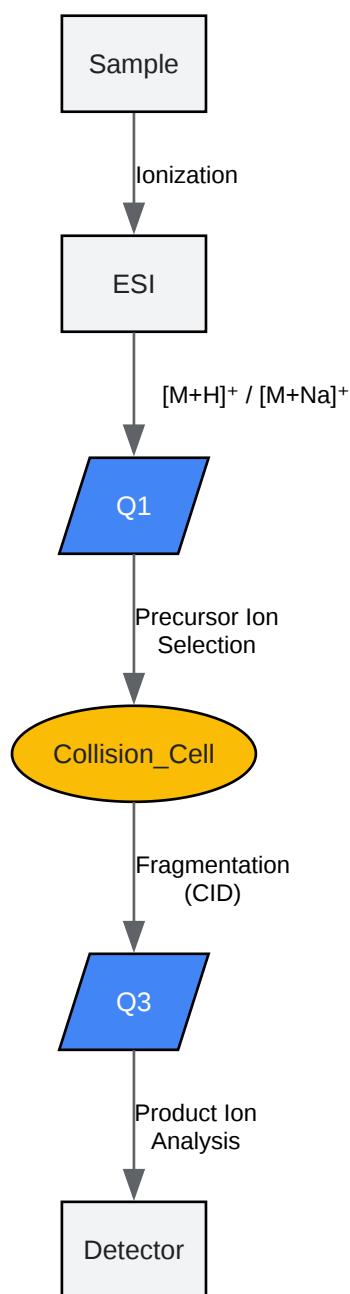 Sample
Ionization
ESI
[M+H]⁺ / [M+Na]⁺
Q1
Precursor Ion
Selection
Collision_Cell
Fragmentation
(CID)
Q3
Product Ion
Analysis
Detector